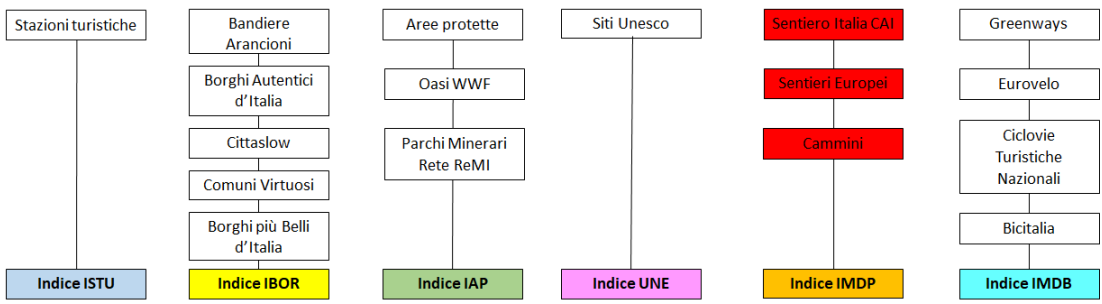 Stazioni turistiche
Bandiere
Arancioni
Borghi Autentici
d'Italia
Cittaslow
Comuni Virtuosi
Borghi più Belli
d'Italia
Aree protette
Oasi WWF
Parchi Minerari
Rete ReMI
Siti Unesco
Sentiero Italia CAI
Sentieri Europei
Cammini
Greenways
Eurovelo
Ciclovie
Turistiche
Nazionali
Bicitalia
Indice ISTU
Indice IBOR
Indice IAP
Indice UNE
Indice IMDP
Indice IMDB